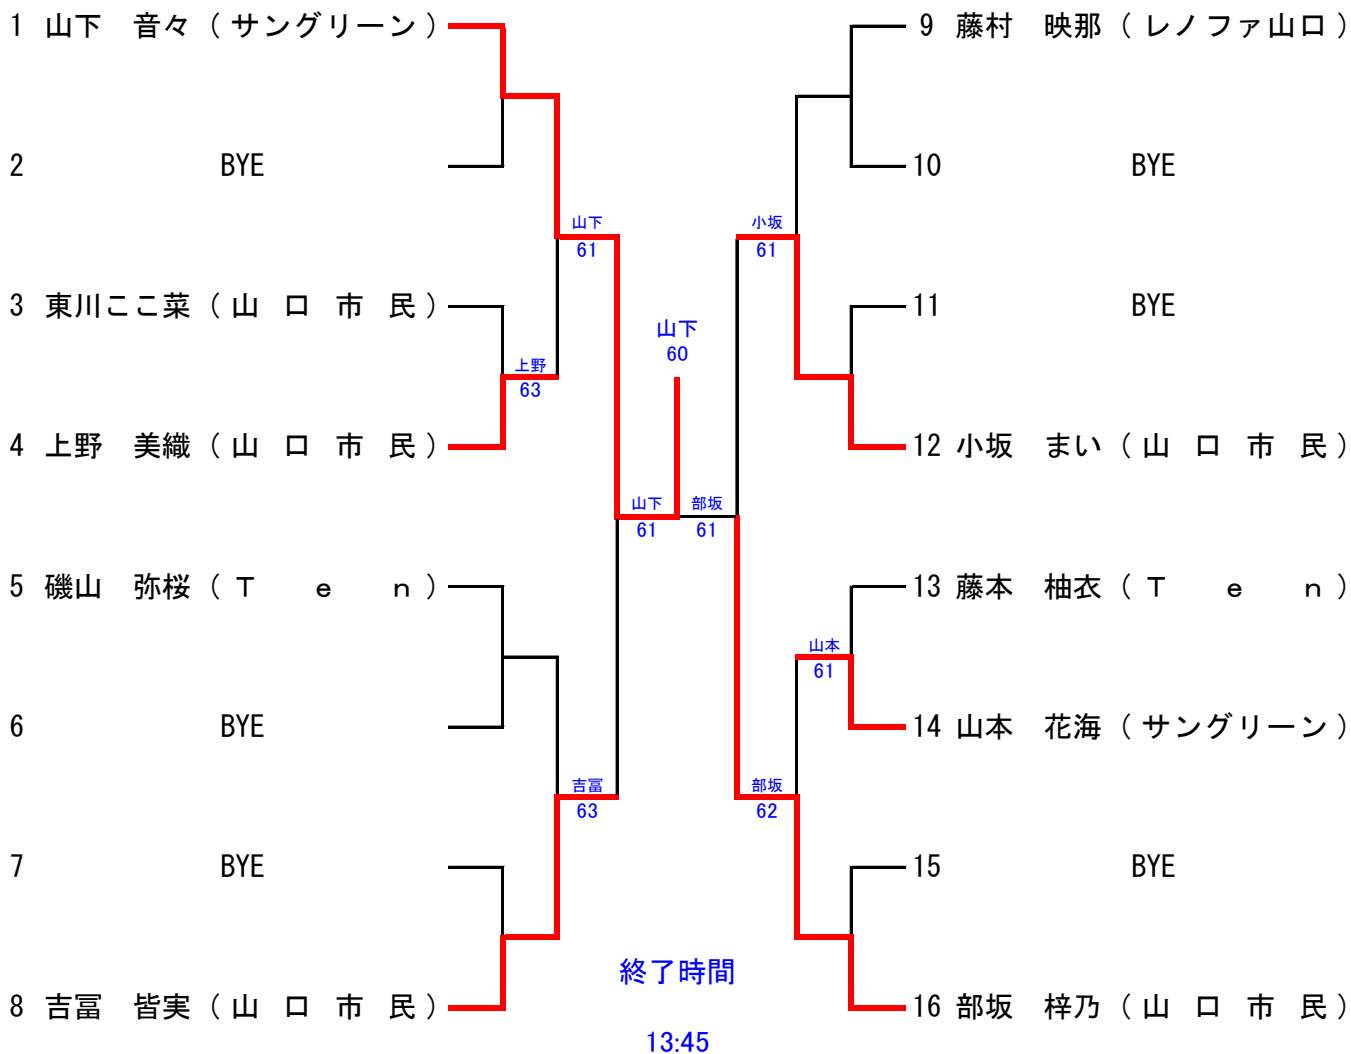 1 山下 音々 ( サングリーン )
2 BYE
山下
61
3 東川ここ菜 ( 山 口 市 民 )
上野
63
4 上野 美織 ( 山 口 市 民 )
山下
61
5 磯山 弥桜 ( Ｔ ｅ ｎ )
6 BYE
吉冨
63
7 BYE
8 吉冨 皆実 ( 山 口 市 民 )
山下
60
終了時間
13:45
9 藤村 映那 ( レノファ山口 )
10 BYE
小坂
61
11 BYE
12 小坂 まい ( 山 口 市 民 )
部坂
61
13 藤本 柚衣 ( Ｔ ｅ ｎ )
山本
61
14 山本 花海 ( サングリーン )
部坂
62
15 BYE
16 部坂 梓乃 ( 山 口 市 民 )